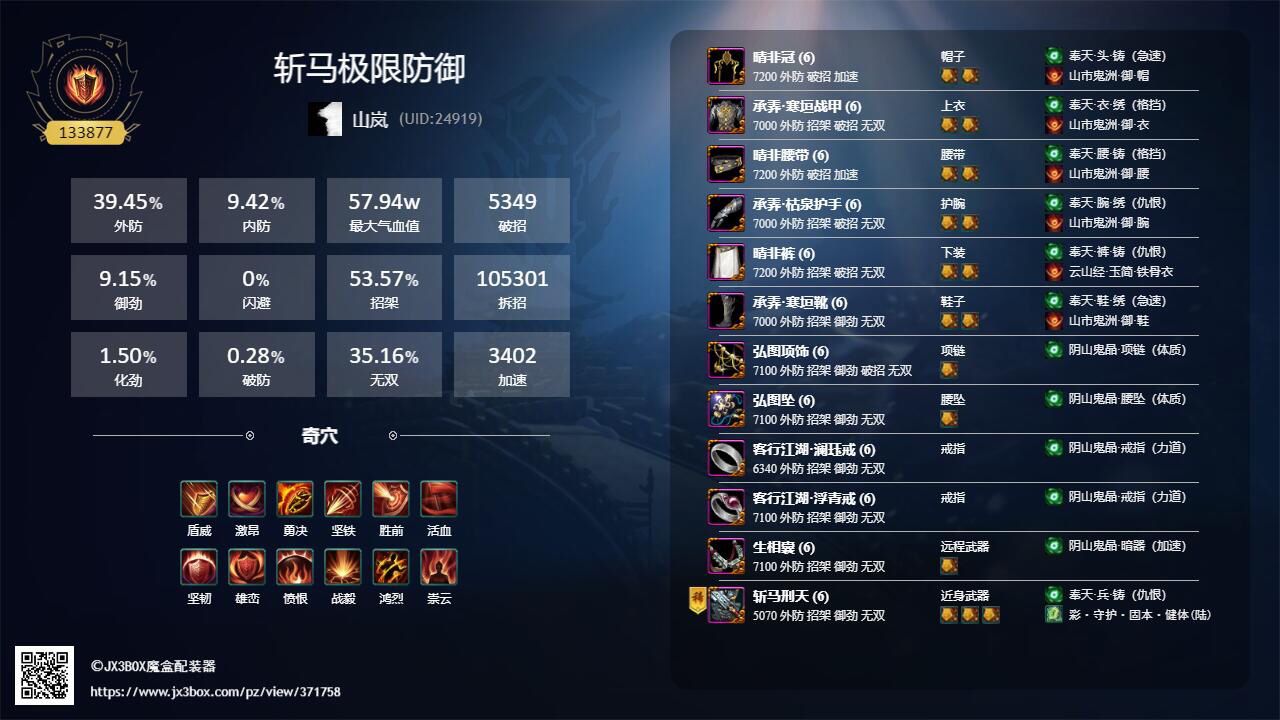 133877
斩马极限防御
山岚 (UID:24919)
39.45% 9.42% 57.94w 5349
外防 内防 最大气血值 破招
9.15% 0% 53.57% 105301
御劲 闪避 招架 拆招
1.50% 0.28% 35.16% 3402
化劲 破防 无双 加速
奇穴
盾威 激昂 勇决 坚铁 胜前 活血
坚韧 雄峦 愤恨 战毅 鸿烈 崇云
©JX3BOX魔盒配装器
https://www.jx3box.com/pz/view/371758
晴非冠 (6) 帽子 奉天·头·铸（急速）
7200 外防 破招 加速 山市鬼洲·御·帽
承弄·寒洹战甲 (6) 上衣 奉天·衣·绣（格挡）
7000 外防 招架 破招 无双 山市鬼洲·御·衣
晴非腰带 (6) 腰带 奉天·腰·铸（格挡）
7200 外防 破招 加速 山市鬼洲·御·腰
承弄·枯泉护手 (6) 护腕 奉天·腕·绣（仇恨）
7000 外防 招架 破招 无双 山市鬼洲·御·腕
晴非裤 (6) 下装 奉天·裤·铸（仇恨）
7200 外防 招架 破招 无双 云山经·玉简·铁骨衣
承弄·寒洹靴 (6) 鞋子 奉天·鞋·绣（急速）
7000 外防 招架 御劲 无双 山市鬼洲·御·鞋
弘图项饰 (6) 项链 阴山鬼晶·项链（体质）
7100 外防 招架 御劲 破招 无双
弘图坠 (6) 腰坠 阴山鬼晶·腰坠（体质）
7100 外防 招架 御劲 无双
客行江湖·澜珏戒 (6) 戒指 阴山鬼晶·戒指（力道）
6340 外防 招架 御劲 无双
客行江湖·浮青戒 (6) 戒指 阴山鬼晶·戒指（力道）
7100 外防 招架 御劲 无双
生相囊 (6) 远程武器 阴山鬼晶·暗器（加速）
7100 外防 招架 御劲 无双
斩马刑天 (6) 近身武器 奉天·兵·铸（仇恨）
5070 外防 招架 御劲 无双 彩·守护·固本·健体(陆)